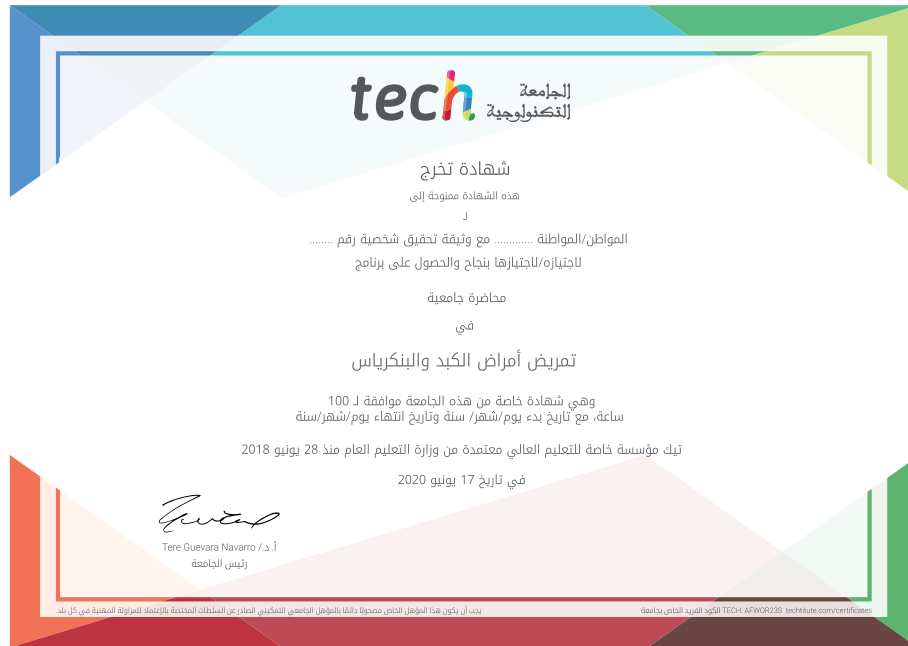 tech الجامعة
التكنولوجية
شهادة تخرج
هذه الشهادة ممنوحة إلى
لـ
المواطن/المواطنة ............. مع وثيقة تحقيق شخصية رقم ........
لاجتيازه/لاجتيازها بنجاح والحصول على برنامج
محاضرة جامعية
في
تمريض أمراض الكبد والبنكرياس
وهي شهادة خاصة من هذه الجامعة موافقة لـ 100
ساعة، مع تاريخ بدء يوم/شهر/ سنة وتاريخ انتهاء يوم/شهر/سنة
تيك مؤسسة خاصة للتعليم العالي معتمدة من وزارة التعليم العام منذ 28 يونيو 2018
في تاريخ 17 يونيو 2020
أ. د./ Tere Guevara Navarro
رئيس الجامعة
يجب أن يكون هذا المؤهل الخاص مصحوبًا دائمًا بالمؤهل الجامعي التمكيني الصادر عن السلطات المختصة بالإعتماد للمزاولة المهنية في كل بلد.
الكود الفريد الخاص بجامعة TECH: AFWOR23S techtitute.com/certificates